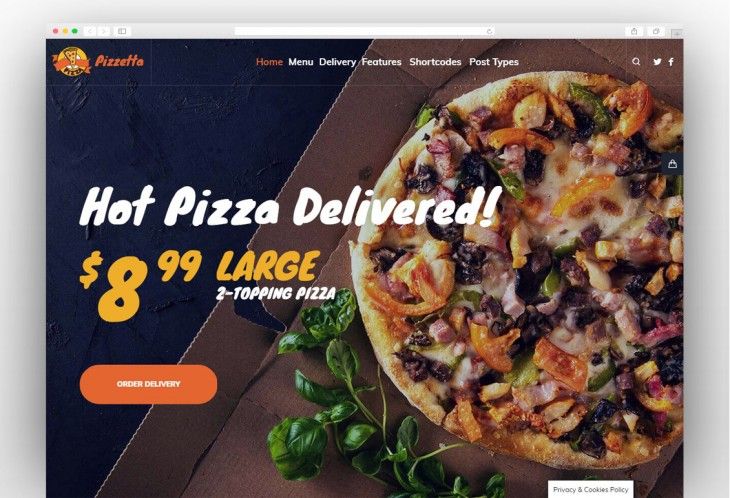 PIZZA
Pizzetta
Home Menu Delivery Features Shortcodes Post Types
Hot Pizza Delivered!
$8 99 LARGE
2-TOPPING PIZZA
ORDER DELIVERY
Privacy & Cookies Policy